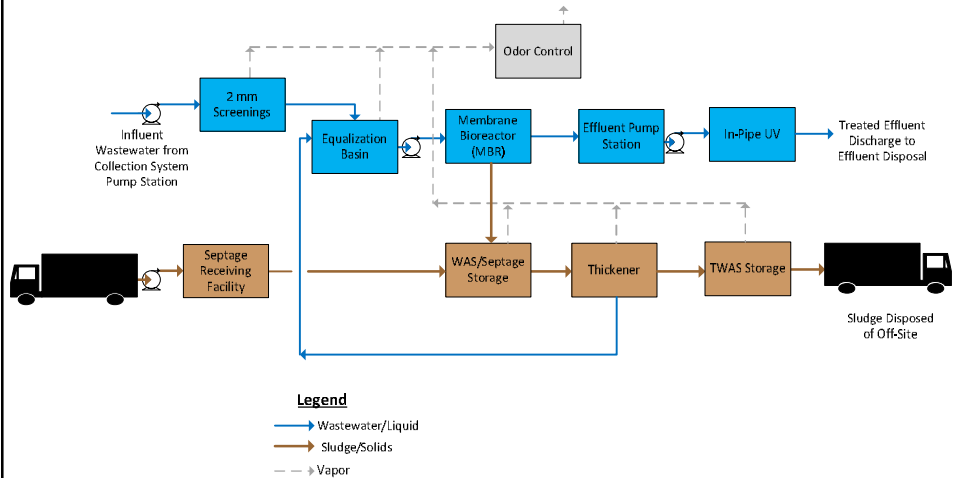 Odor Control
2 mm
Screenings
Influent
Wastewater from
Collection System
Pump Station
Equalization
Basin
Membrane
Bioreactor
(MBR)
Effluent Pump
Station
In-Pipe UV
Treated Effluent
Discharge to
Effluent Disposal
Septage
Receiving
Facility
WAS/Septage
Storage
Thickener
TWAS Storage
Sludge Disposed
of Off-Site
Legend
Wastewater/Liquid
Sludge/Solids
Vapor